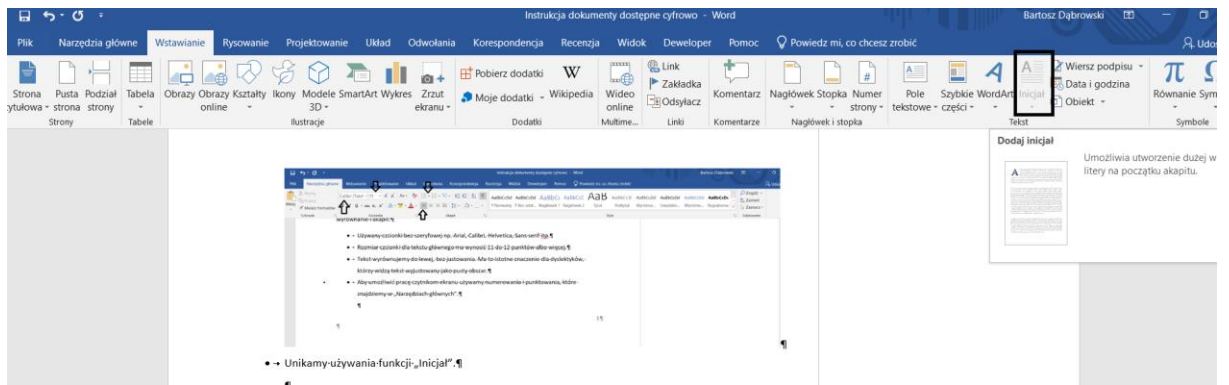 Instrukcja dokumenty dostępne cyfrowo - Word
Bartosz Dąbrowski
Plik Narzędzia główne Wstawianie Rysowanie Projektowanie Układ Odwołania Korespondencja Recenzja Widok Deweloper Pomoc Powiedz mi, co chcesz zrobić Udos
Strona
ytułowa
Pusta
strona
Podział
strony
Tabela
Obrazy
Obrazy
online
Kształty
Ikony
Modele
3D
SmartArt
Wykres
Zrzut
ekranu
Pobierz dodatki
Moje dodatki
Wikipedia
Wideo
online
Link
Zakładka
Odsyłacz
Komentarz
Nagłówek
Stopka
Numer
strony
Pole
tekstowe
Szybkie
części
WordArt
Inicjał
Wiersz podpisu
Data i godzina
Obiekt
Równanie
Sym
Strony Tabele Ilustracje Dodatki Multime... Linki Komentarze Nagłówek i stopka Tekst Symbole
Dodaj inicjał
Umożliwia utworzenie dużej w
litery na początku akapitu.
Używamy czcionki bez szeryfowej np. Arial, Calibri, Helvetica, Sans serif itp.¶
Rozmiar czcionki dla tekstu głównego ma wynosić 11 do 12 punktów albo więcej.¶
Tekst wyrównujemy do lewej, bez justowania. Ma to istotne znaczenie dla dyslektyków,
którzy widzą tekst wyjustowany jako pusty obszar.¶
Aby umożliwić pracę czytnikom ekranu używamy numerowania i punktowania, które
znajdziemy w „Narzędziach głównych".¶
• → Unikamy·używania·funkcji·„Inicjał".¶